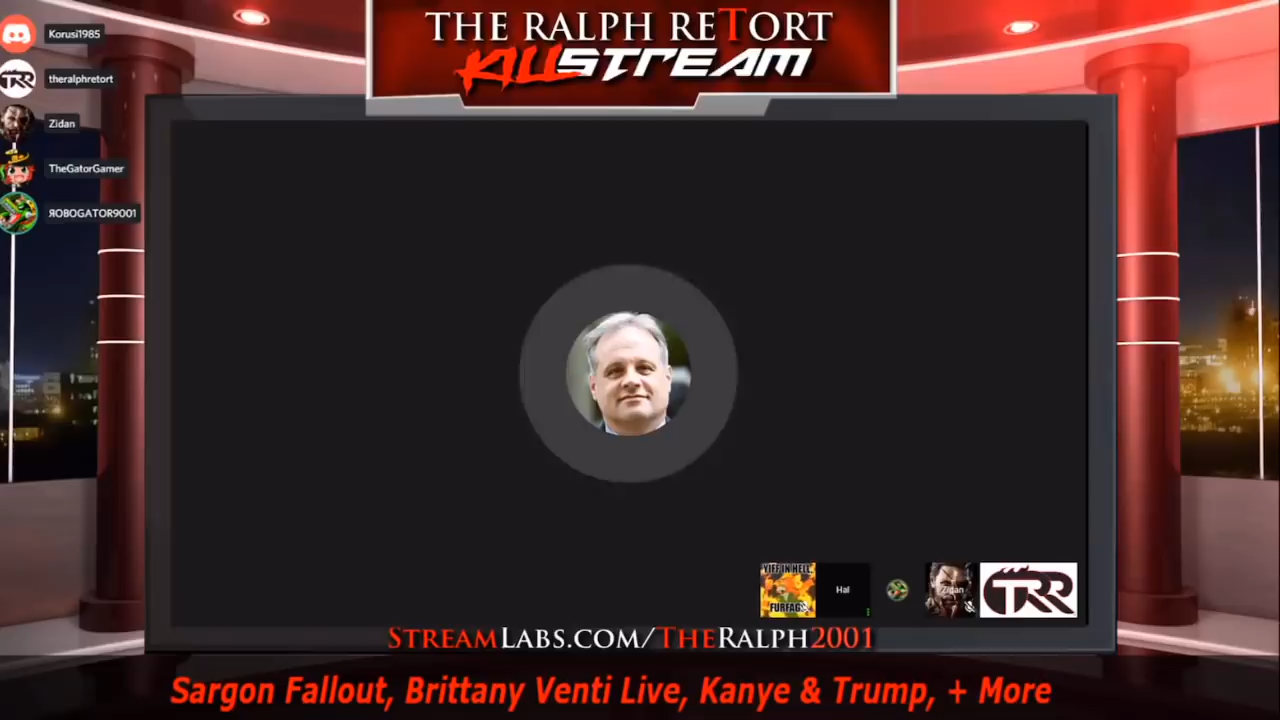 THE RALPH RETORT
KILLSTREAM
Korusi1985
theralphretort
Zidan
TheGatorGamer
ЯOBOGATOR9001
YIFF IN HELL
FURFAGS
Hal
Zidan
TRR
STREAMLABS.COM/THERALPH2001
Sargon Fallout, Brittany Venti Live, Kanye & Trump, + More